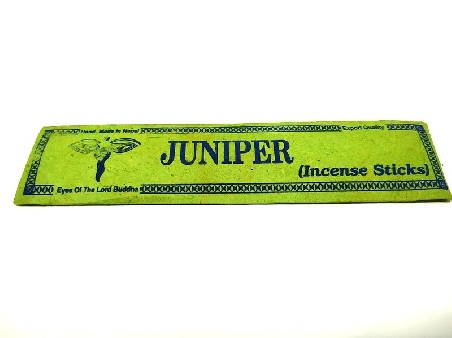 Hand Made In Nepal
Export Quality
JUNIPER
(Incense Sticks)
Eyes Of The Lord Buddha